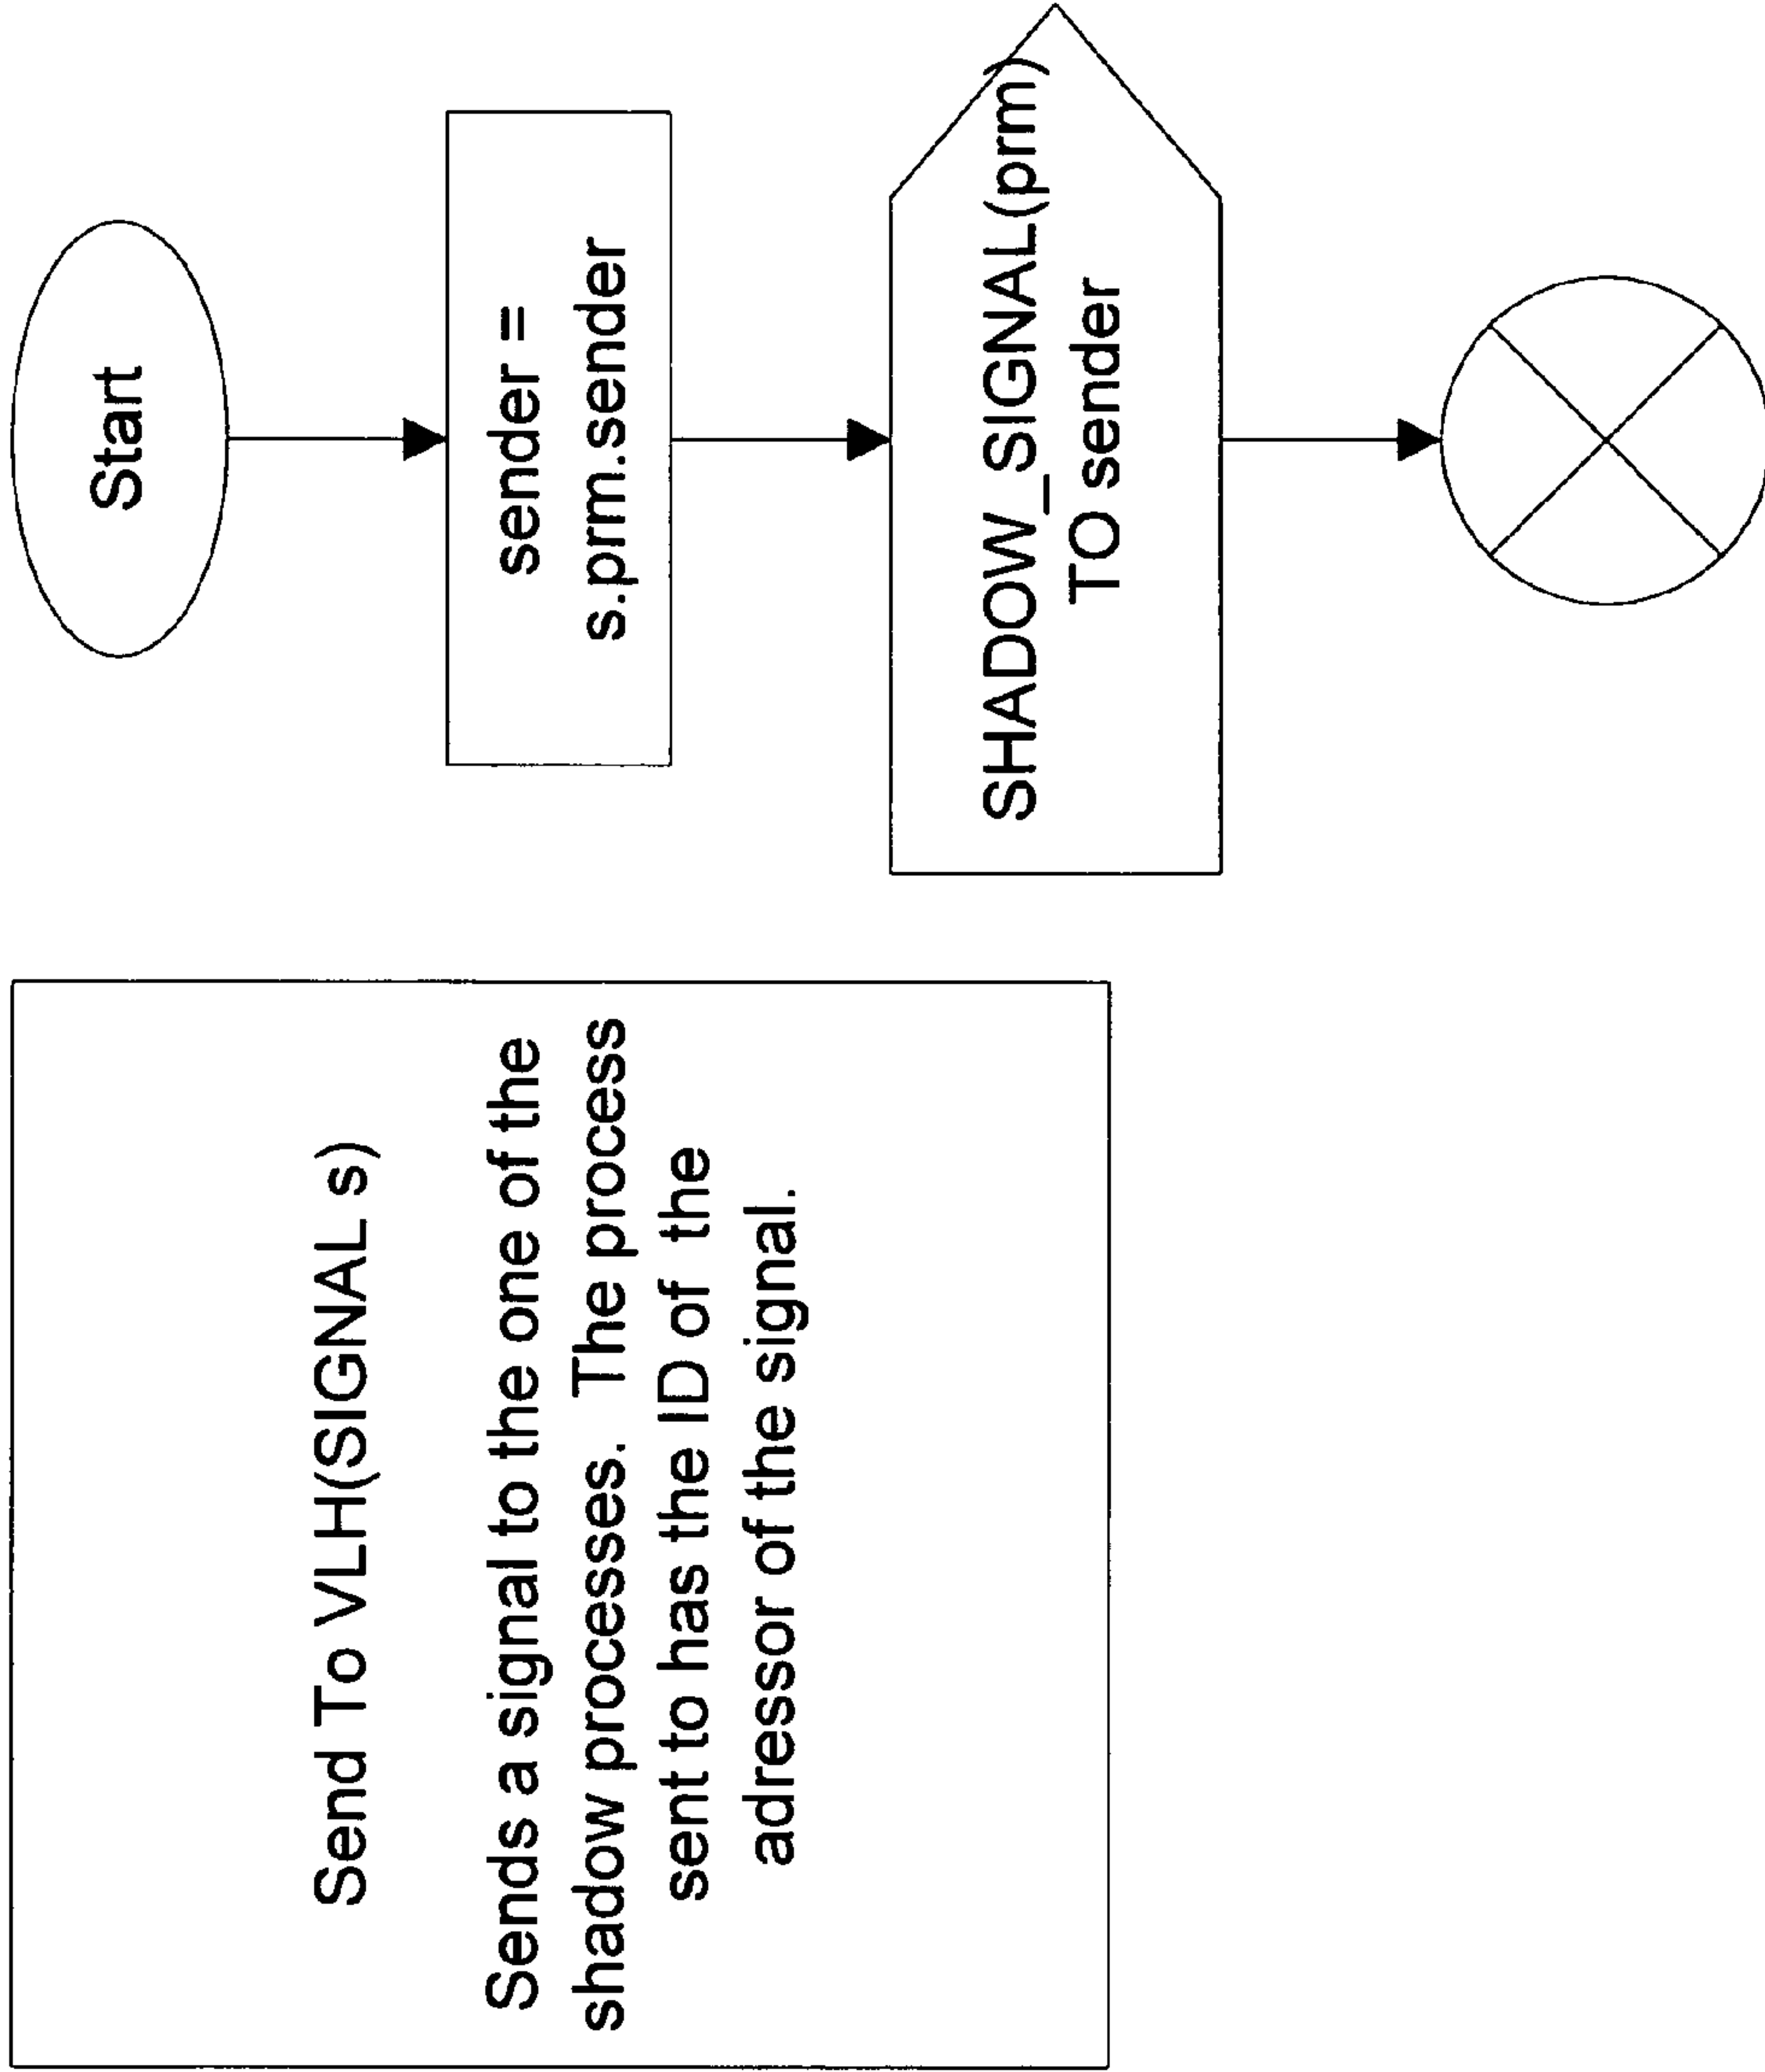 Send To VLH(SIGNAL s)
Sends a signal to the one of the
shadow processes. The process
sent to has the ID of the
adressor of the signal.
Start
sender =
s.prm.sender
SHADOW_SIGNAL(prm)
TO sender